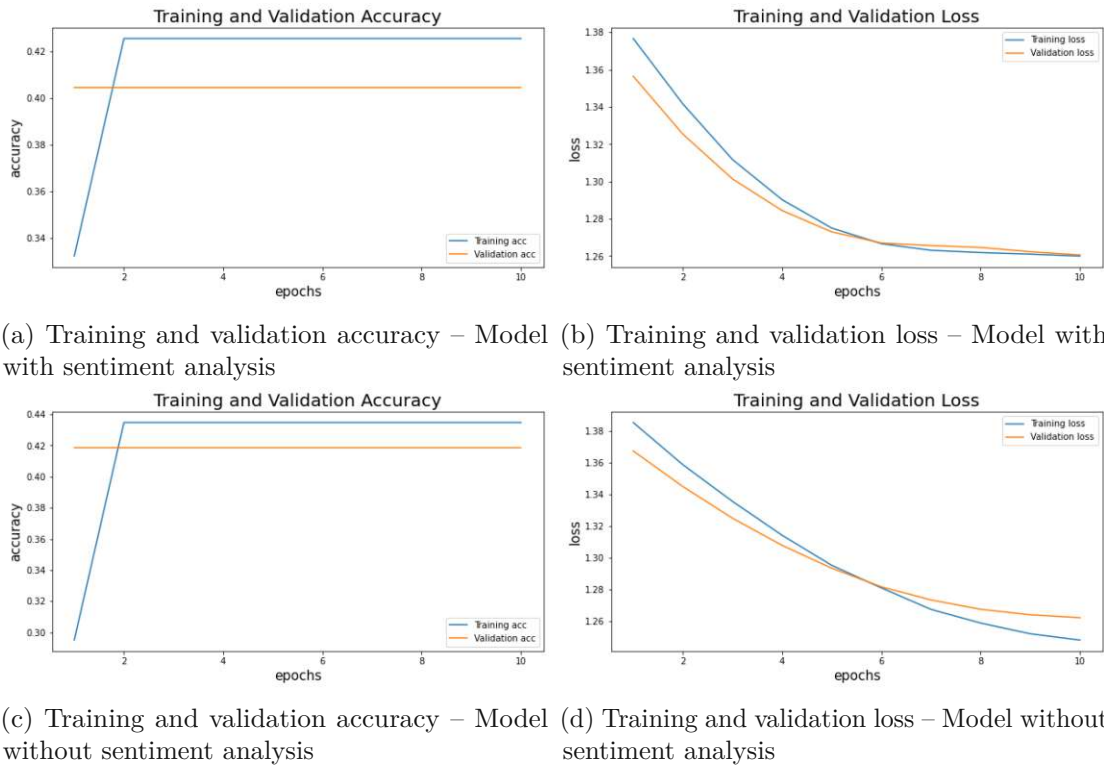 Training and Validation Accuracy
accuracy
0.42
0.40
0.38
0.36
0.34
Training acc
Validation acc
2 4 6 8 10
epochs
Training and Validation Loss
loss
1.38
1.36
1.34
1.32
1.30
1.28
1.26
Training loss
Validation loss
2 4 6 8 10
epochs
(a) Training and validation accuracy – Model
with sentiment analysis
(b) Training and validation loss – Model with
sentiment analysis
Training and Validation Accuracy
accuracy
0.44
0.42
0.40
0.38
0.36
0.34
0.32
0.30
Training acc
Validation acc
2 4 6 8 10
epochs
Training and Validation Loss
loss
1.38
1.36
1.34
1.32
1.30
1.28
1.26
Training loss
Validation loss
2 4 6 8 10
epochs
(c) Training and validation accuracy – Model
without sentiment analysis
(d) Training and validation loss – Model without
sentiment analysis